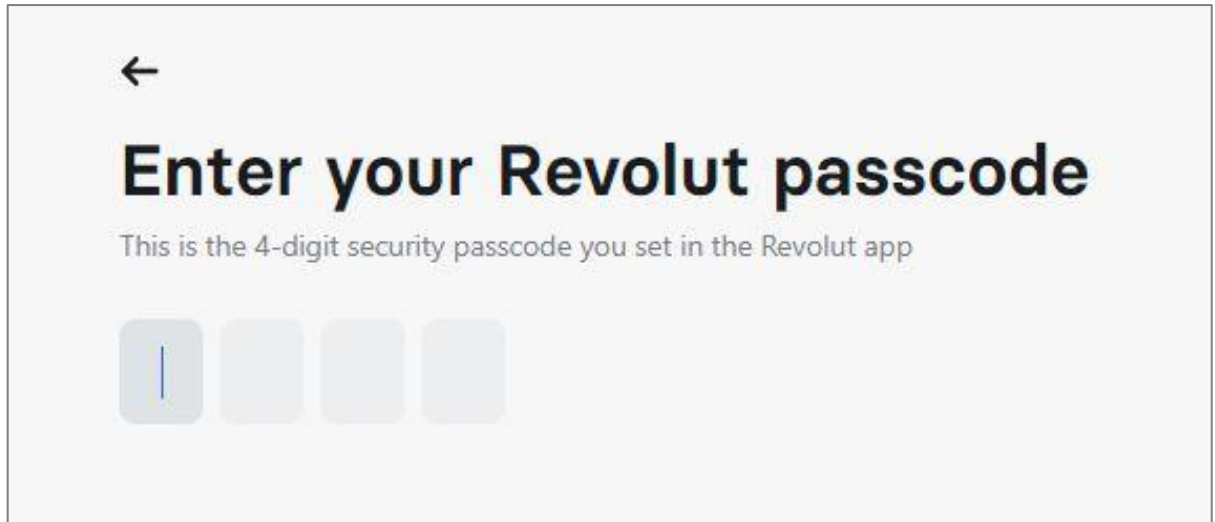 Enter your Revolut passcode
This is the 4-digit security passcode you set in the Revolut app